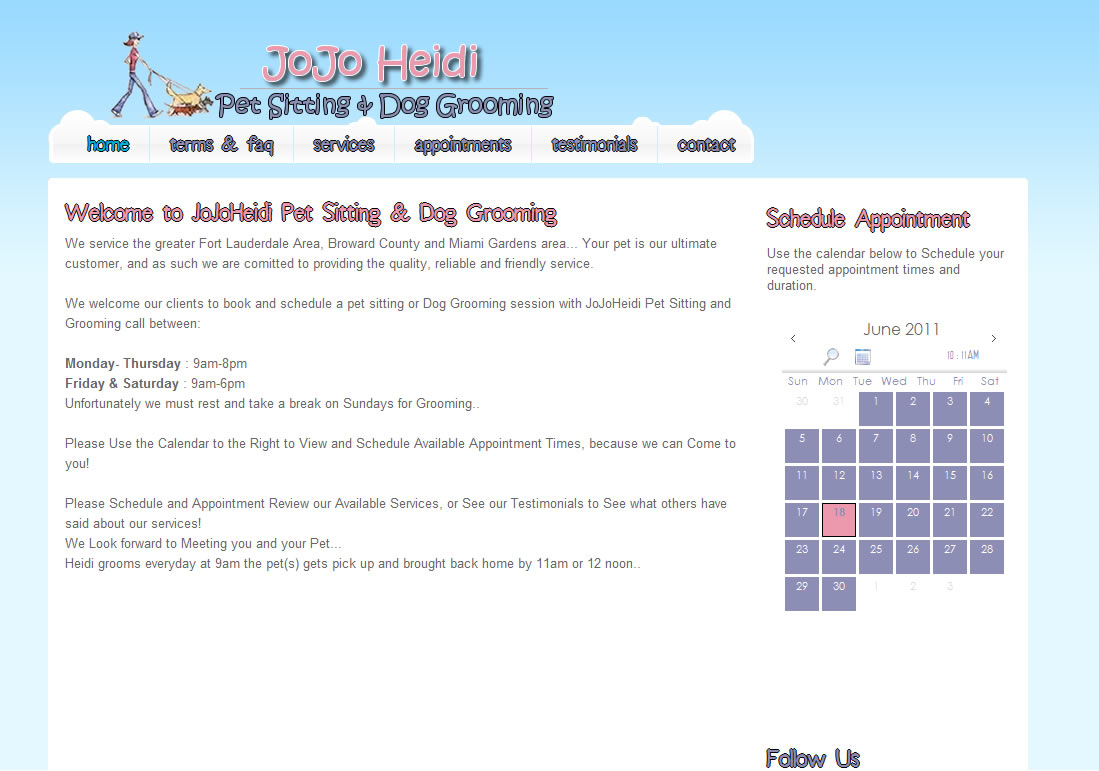 JoJo Heidi
Pet Sitting & Dog Grooming
home terms & faq services appointments testimonials contact
Welcome to JoJoHeidi Pet Sitting & Dog Grooming
We service the greater Fort Lauderdale Area, Broward County and Miami Gardens area... Your pet is our ultimate
customer, and as such we are comitted to providing the quality, reliable and friendly service.
We welcome our clients to book and schedule a pet sitting or Dog Grooming session with JoJoHeidi Pet Sitting and
Grooming call between:
Monday- Thursday : 9am-8pm
Friday & Saturday : 9am-6pm
Unfortunately we must rest and take a break on Sundays for Grooming..
Please Use the Calendar to the Right to View and Schedule Available Appointment Times, because we can Come to
you!
Please Schedule and Appointment Review our Available Services, or See our Testimonials to See what others have
said about our services!
We Look forward to Meeting you and your Pet...
Heidi grooms everyday at 9am the pet(s) gets pick up and brought back home by 11am or 12 noon..
Schedule Appointment
Use the calendar below to Schedule your
requested appointment times and
duration.
June 2011
10:11AM
Sun Mon Tue Wed Thu Fri Sat
30 31 1 2 3 4
5 6 7 8 9 10
11 12 13 14 15 16
17 18 19 20 21 22
23 24 25 26 27 28
29 30 1 2 3
Follow Us